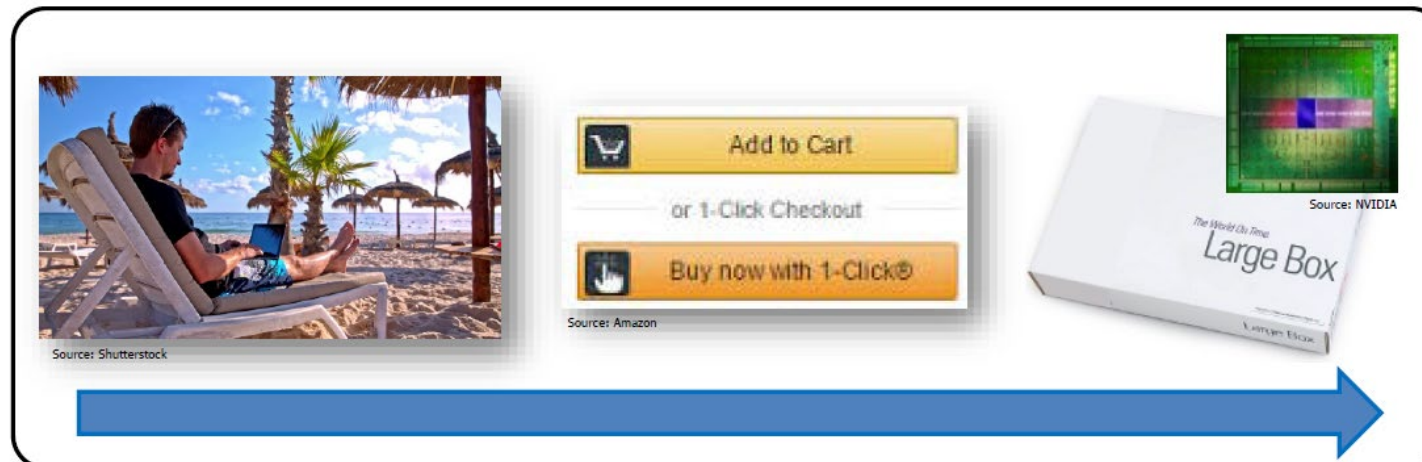 Source: Shutterstock
Add to Cart
or 1-Click Checkout
Buy now with 1-Click®
Source: Amazon
Source: NVIDIA
The World On Time
Large Box
Large Box